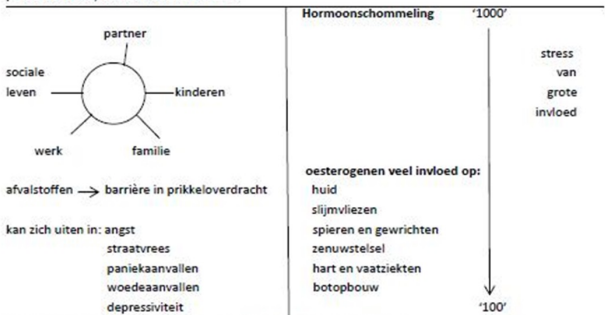 partner
sociale
leven
kinderen
werk
familie
afvalstoffen → barrière in prikkeloverdracht
kan zich uiten in: angst
straatvrees
paniekaanvallen
woedeaanvallen
depressiviteit
Hormoonschommeling '1000'
stress
van
grote
invloed
oesterogenen veel invloed op:
huid
slijmvliezen
spieren en gewrichten
zenuwstelsel
hart en vaatziekten
botopbouw
'100'